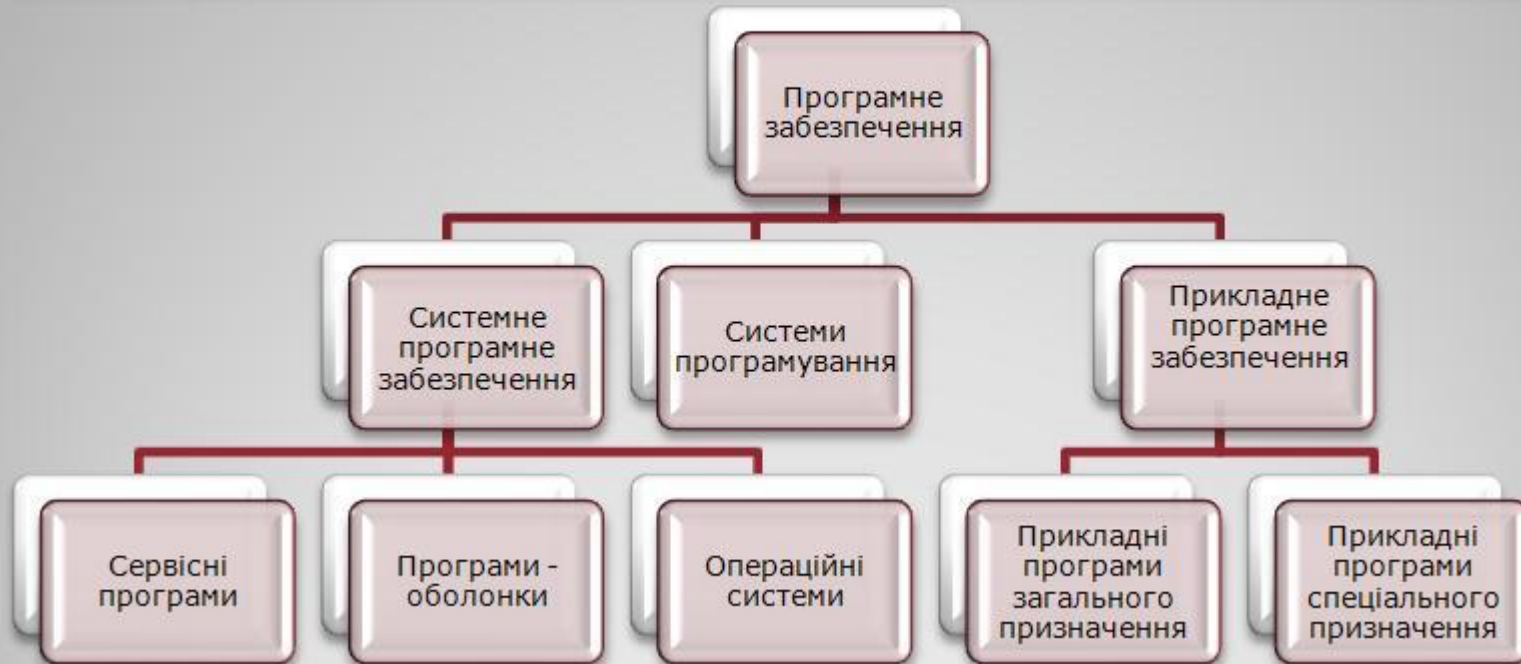 Програмне
забезпечення
Системне
програмне
забезпечення
Системи
програмування
Прикладне
програмне
забезпечення
Сервісні
програми
Програми -
оболонки
Операційні
системи
Прикладні
програми
загального
призначення
Прикладні
програми
спеціального
призначення